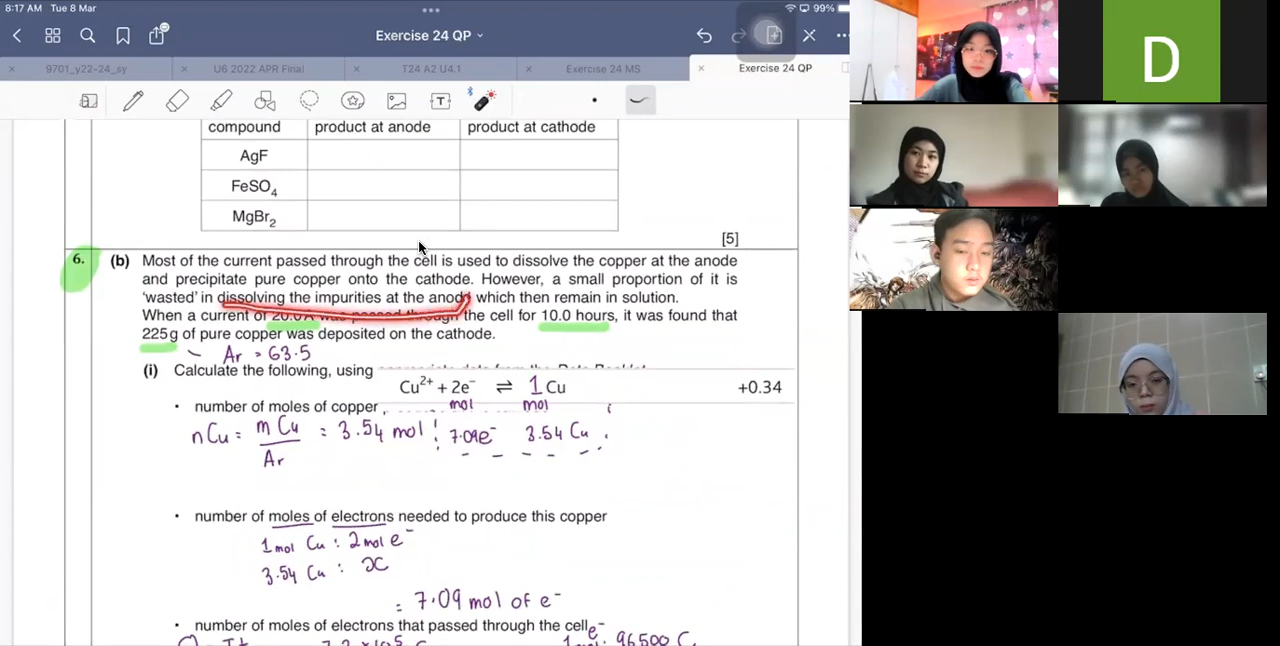 8:17 AM Tue 8 Mar
99%
Exercise 24 QP
9701_y22-24_sy
U6 2022 APR Final
T24 A2 U4.1
Exercise 24 MS
Exercise 24 QP
compound product at anode product at cathode
AgF
FeSO₄
MgBr₂
[5]
6. (b) Most of the current passed through the cell is used to dissolve the copper at the anode
and precipitate pure copper onto the cathode. However, a small proportion of it is
'wasted' in dissolving the impurities at the anode which then remain in solution.
When a current of 20.0A was passed through the cell for 10.0 hours, it was found that
225g of pure copper was deposited on the cathode.
Ar = 63.5
(i) Calculate the following, using
Cu²⁺ + 2e⁻ ⇌ 1 Cu +0.34
mol mol
• number of moles of copper
nCu = mCu / Ar = 3.54 mol
7.09e⁻ 3.54 Cu
• number of moles of electrons needed to produce this copper
1mol Cu : 2mol e⁻
3.54 Cu : x
= 7.09 mol of e⁻
• number of moles of electrons that passed through the cell
e⁻
1mol : 96500 C
D